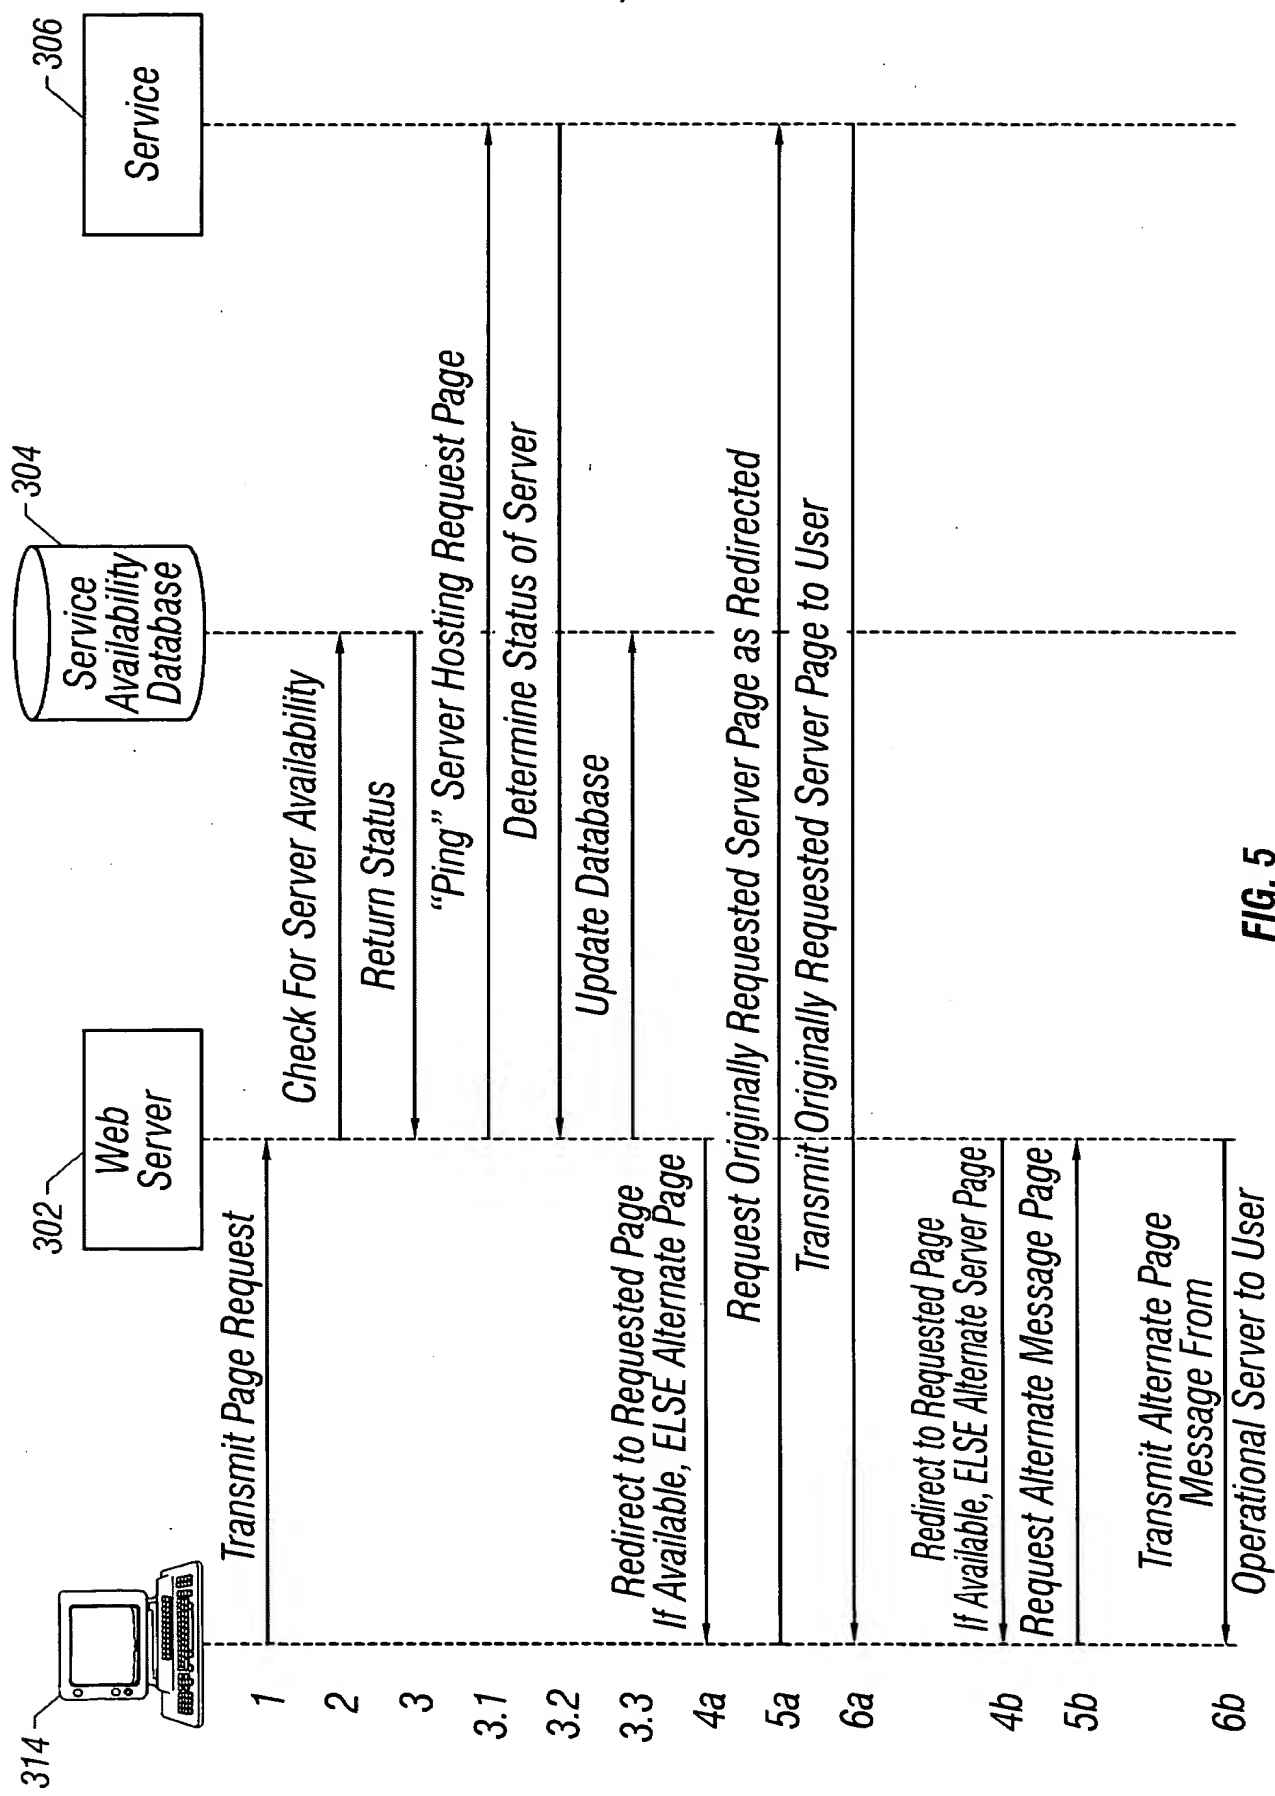 314
302
Web
Server
304
Service
Availability
Database
306
Service
1
Transmit Page Request
2
Check For Server Availability
3
Return Status
3.1
“Ping” Server Hosting Request Page
3.2
Determine Status of Server
3.3
Update Database
4a
Redirect to Requested Page
If Available, ELSE Alternate Page
5a
Request Originally Requested Server Page as Redirected
6a
Transmit Originally Requested Server Page to User
4b
Redirect to Requested Page
If Available, ELSE Alternate Server Page
5b
Request Alternate Message Page
6b
Transmit Alternate Page
Message From
Operational Server to User
FIG. 5